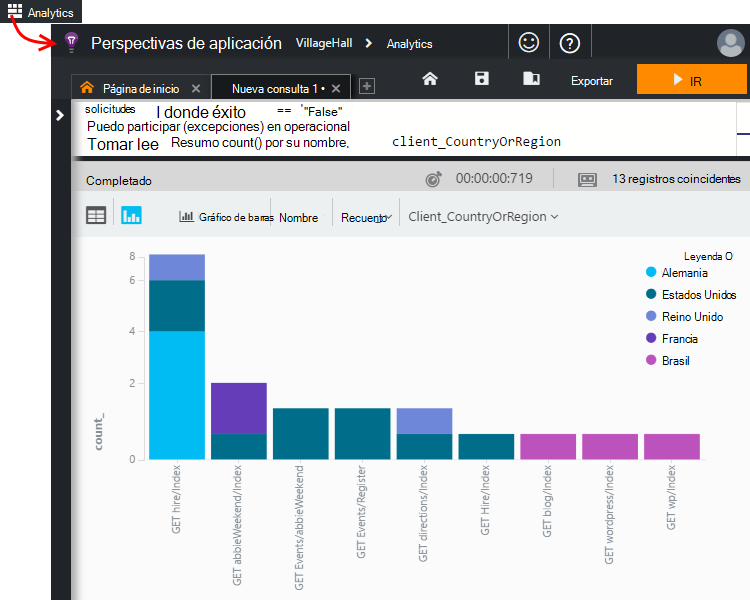 Analytics
Perspectivas de aplicación VillageHall Analytics
Página de inicio Nueva consulta 1 • Exportar IR
solicitudes I donde éxito == '"False"
Puedo participar (excepciones) en operacional
Tomar lee Resumo count() por su nombre, client_CountryOrRegion
Completado 00:00:00:719 13 registros coincidentes
Gráfico de barras Nombre Recuento Client_CountryOrRegion
Leyenda O
Alemania
Estados Unidos
Reino Unido
Francia
Brasil
8
6
4
2
0
count_
GET hire/Index
GET abbieWeekend/Index
GET Events/abbieWeekend
GET Events/Register
GET directions/Index
GET Hire/Index
GET blog/Index
GET wordpress/Index
GET wp/Index